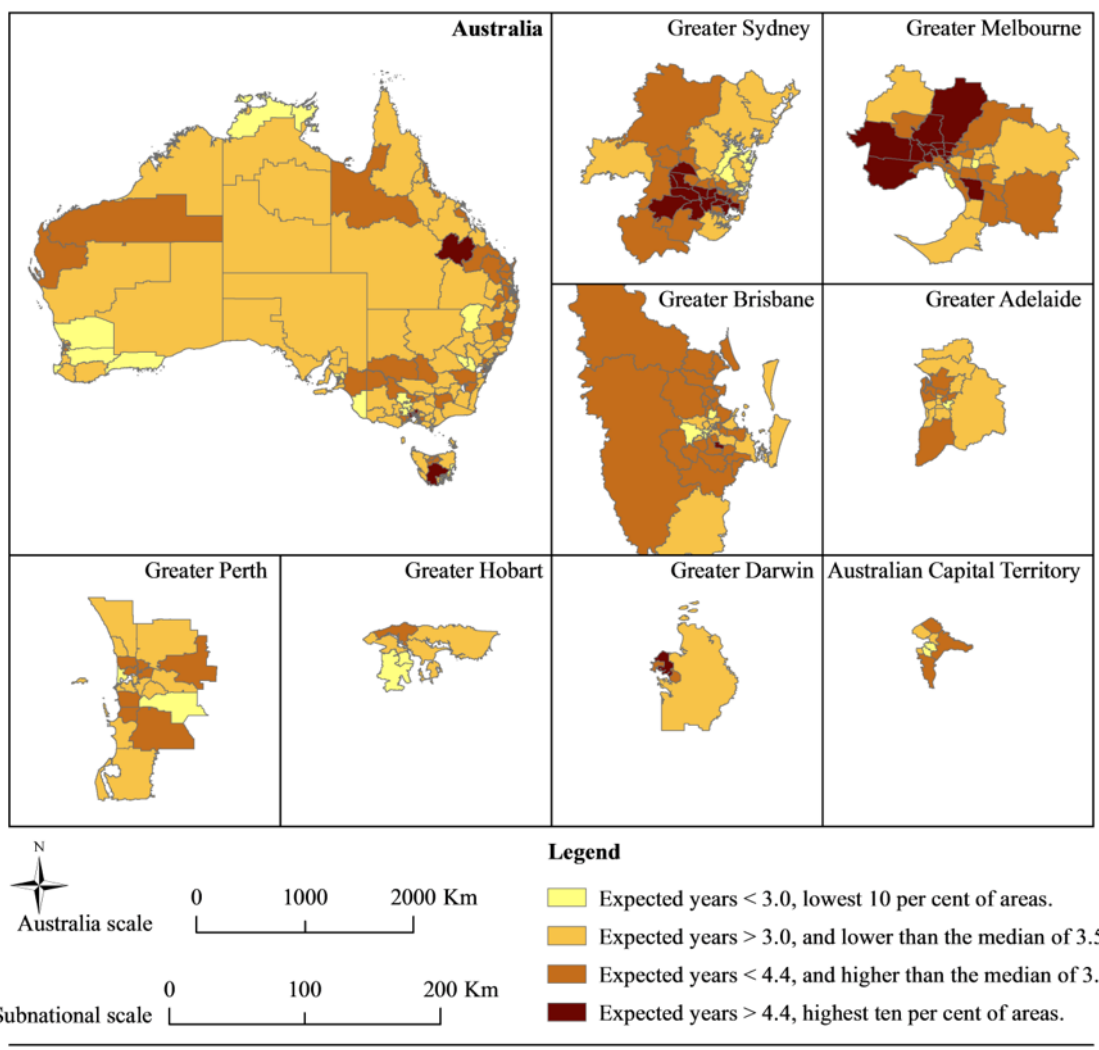 Australia
Greater Sydney
Greater Melbourne
Greater Brisbane
Greater Adelaide
Greater Perth
Greater Hobart
Greater Darwin
Australian Capital Territory
N
Australia scale
0 1000 2000 Km
Subnational scale
0 100 200 Km
Legend
Expected years < 3.0, lowest 10 per cent of areas.
Expected years > 3.0, and lower than the median of 3.5
Expected years < 4.4, and higher than the median of 3.
Expected years > 4.4, highest ten per cent of areas.